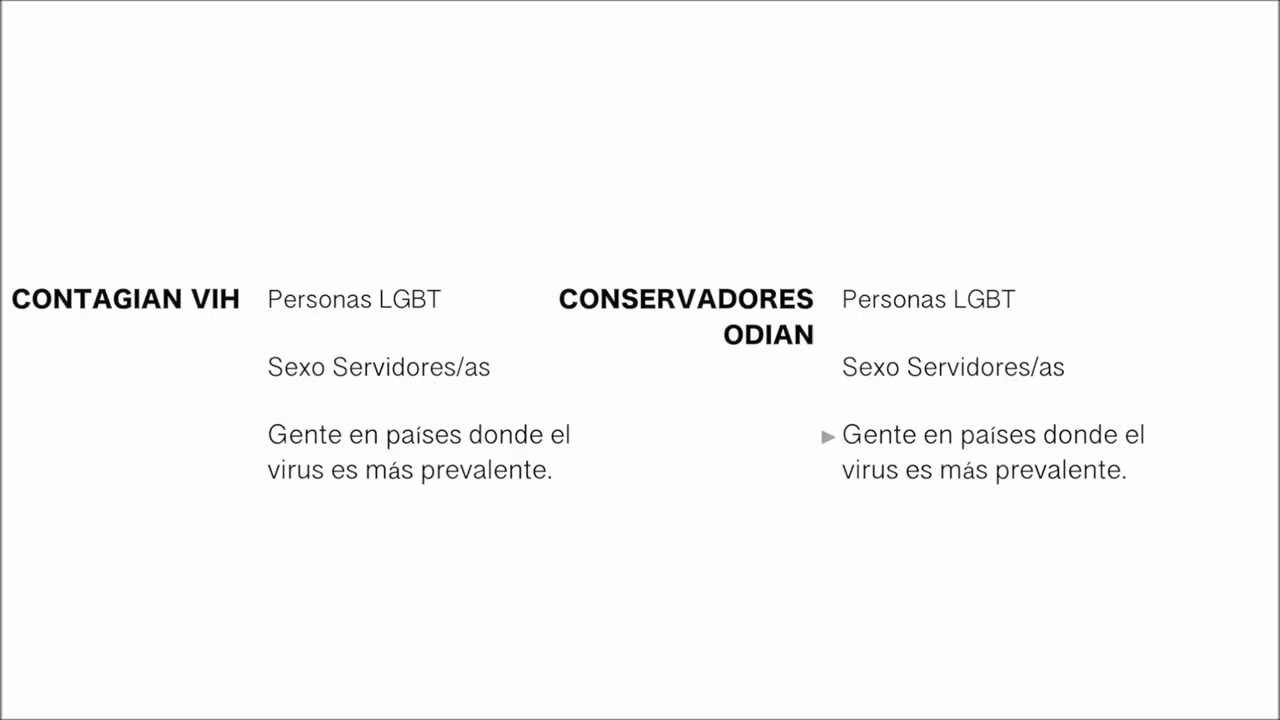 CONTAGIAN VIH
Personas LGBT
Sexo Servidores/as
Gente en países donde el
virus es más prevalente.
CONSERVADORES
ODIAN
Personas LGBT
Sexo Servidores/as
Gente en países donde el
virus es más prevalente.